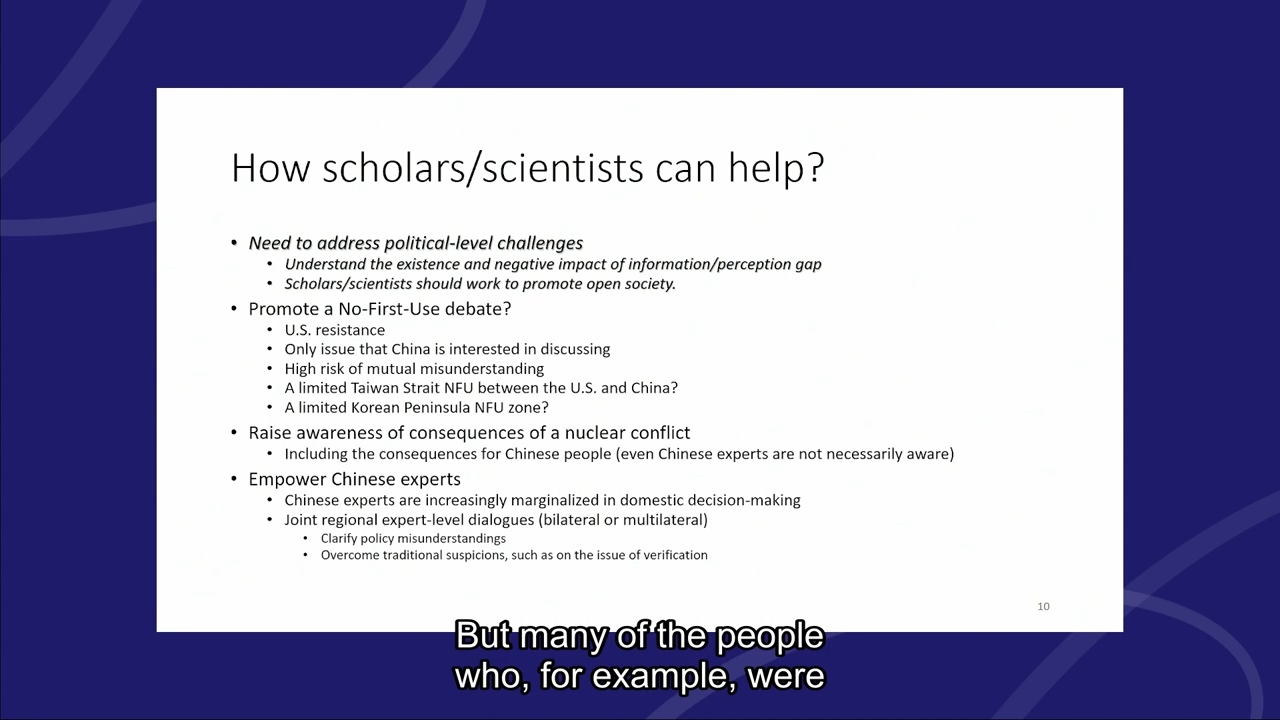 How scholars/scientists can help?
• Need to address political-level challenges
• Understand the existence and negative impact of information/perception gap
• Scholars/scientists should work to promote open society.
• Promote a No-First-Use debate?
• U.S. resistance
• Only issue that China is interested in discussing
• High risk of mutual misunderstanding
• A limited Taiwan Strait NFU between the U.S. and China?
• A limited Korean Peninsula NFU zone?
• Raise awareness of consequences of a nuclear conflict
• Including the consequences for Chinese people (even Chinese experts are not necessarily aware)
• Empower Chinese experts
• Chinese experts are increasingly marginalized in domestic decision-making
• Joint regional expert-level dialogues (bilateral or multilateral)
• Clarify policy misunderstandings
• Overcome traditional suspicions, such as on the issue of verification
10
But many of the people
who, for example, were